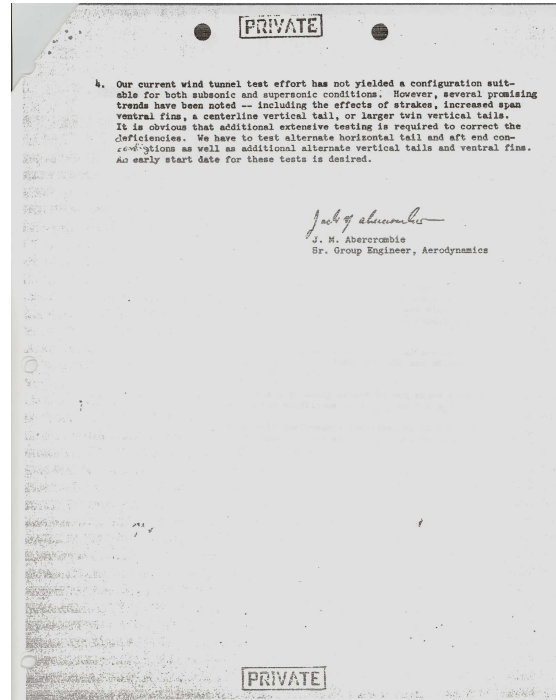 PRIVATE
4. Our current wind tunnel test effort has not yielded a configuration suit-
able for both subsonic and supersonic conditions. However, several promising
trends have been noted -- including the effects of strakes, increased span
ventral fins, a centerline vertical tail, or larger twin vertical tails.
It is obvious that additional extensive testing is required to correct the
deficiencies. We have to test alternate horizontal tail and aft end con-
as well as additional alternate vertical tails and ventral fins.
An early start date for these tests is desired.
J. M. Abercrombie
Sr. Group Engineer, Aerodynamics
PRIVATE